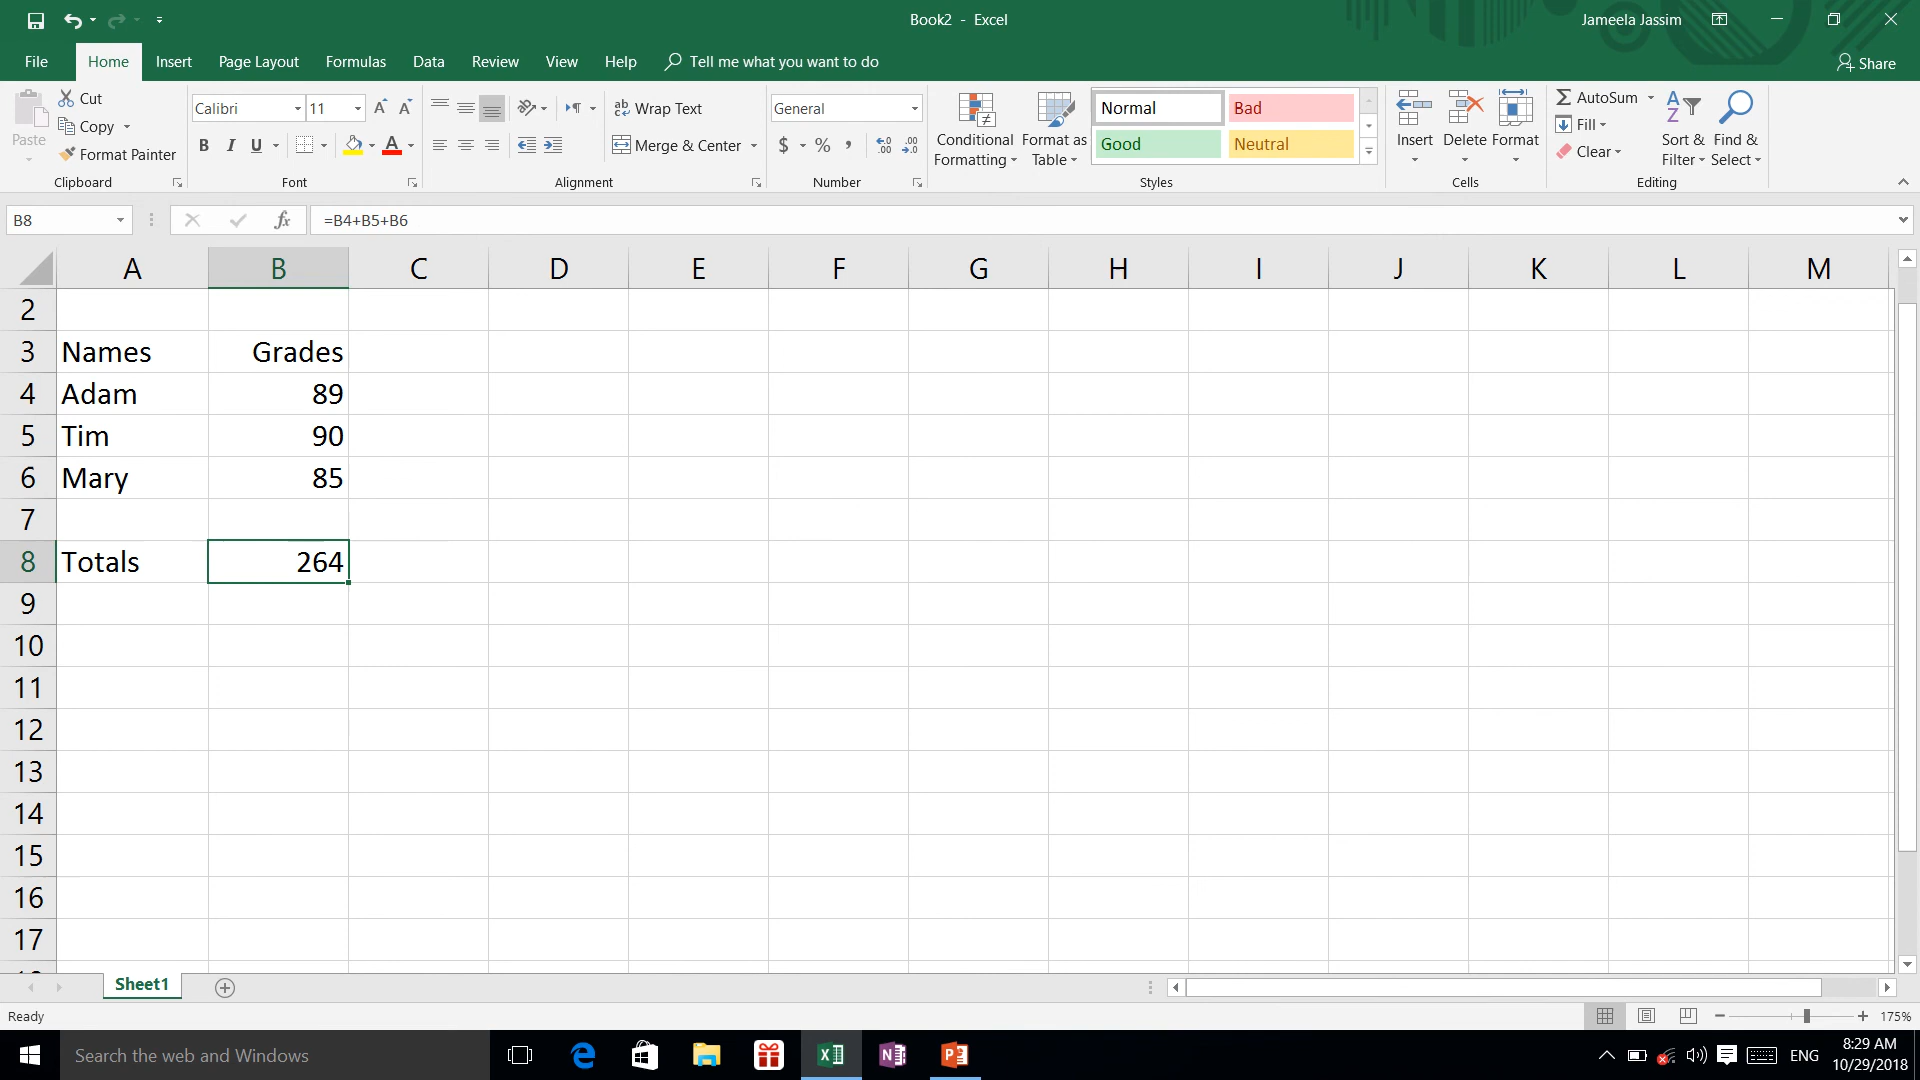 Book2 - Excel
Jameela Jassim
File Home Insert Page Layout Formulas Data Review View Help Tell me what you want to do Share
Paste
Cut
Copy
Format Painter
Clipboard
Calibri 11
B I U A
Font
Wrap Text
Merge & Center
Alignment
General
$ % ,
Number
Conditional Formatting
Format as Table
Normal Bad
Good Neutral
Styles
Insert Delete Format
Cells
AutoSum
Fill
Clear
Sort & Filter
Find & Select
Editing
B8 fx =B4+B5+B6
A B C D E F G H I J K L M
2
3 Names Grades
4 Adam 89
5 Tim 90
6 Mary 85
7
8 Totals 264
9
10
11
12
13
14
15
16
17
Sheet1
Ready 175%
Search the web and Windows
ENG
8:29 AM
10/29/2018